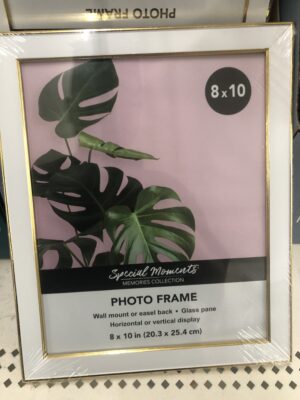 PHOTO FRAME
8 x 10
Special Moments
MEMORIES COLLECTION
PHOTO FRAME
Wall mount or easel back • Glass pane
Horizontal or vertical display
8 x 10 in (20.3 x 25.4 cm)